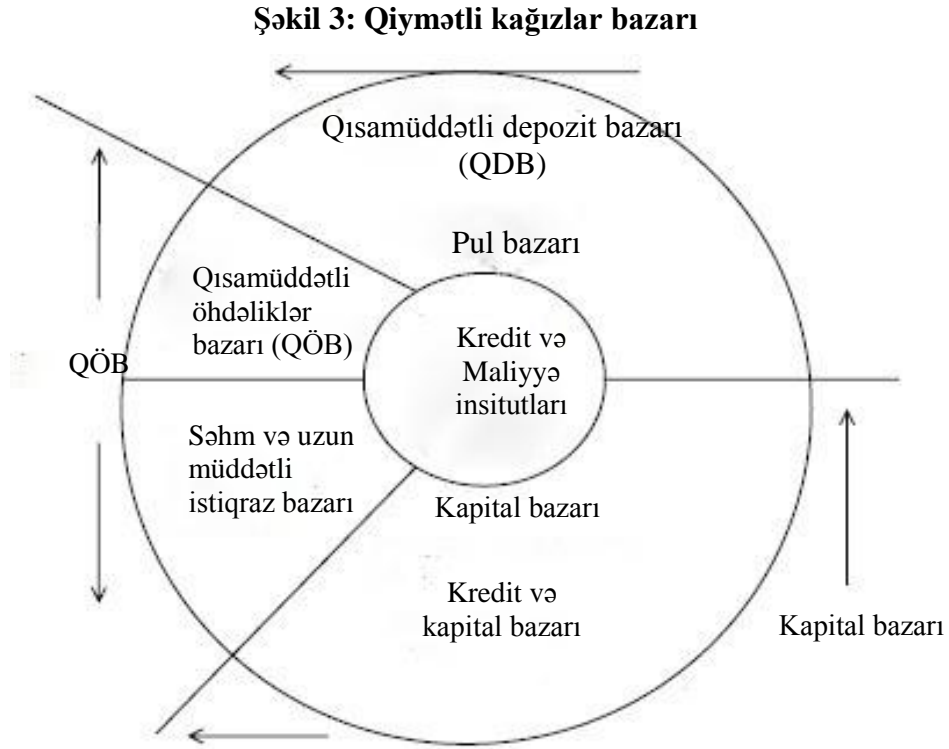 Şəkil 3: Qiymətli kağızlar bazarı
Qısamüddətli depozit bazarı
(QDB)
Pul bazarı
Qısamüddətli
öhdəliklər
bazarı (QÖB)
QÖB
Kredit və
Maliyyə
insitutları
Səhm və uzun
müddətli
istiqraz bazarı
Kapital bazarı
Kredit və
kapital bazarı
Kapital bazarı